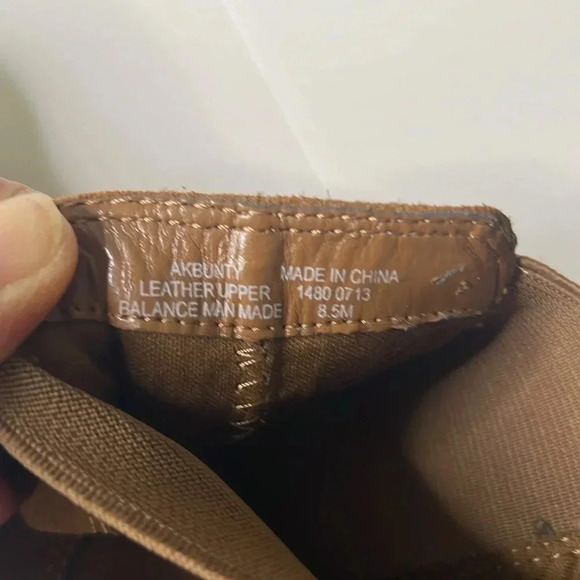 AKBUNTY
LEATHER UPPER
BALANCE MAN MADE
MADE IN CHINA
1480 0713
8.5M